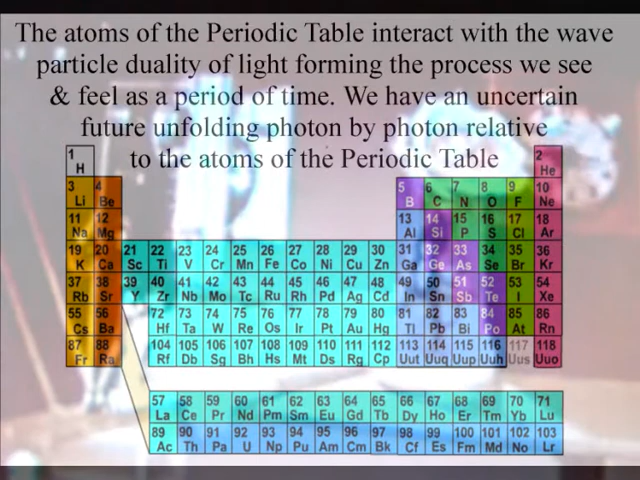 The atoms of the Periodic Table interact with the wave
particle duality of light forming the process we see
& feel as a period of time. We have an uncertain
future unfolding photon by photon relative
to the atoms of the Periodic Table
1 2
H He
3 4 5 6 7 8 9 10
Li Be B C N O F Ne
11 12 13 14 15 16 17 18
Na Mg Al Si P S Cl Ar
19 20 21 22 23 24 25 26 27 28 29 30 31 32 33 34 35 36
K Ca Sc Ti V Cr Mn Fe Co Ni Cu Zn Ga Ge As Se Br Kr
37 38 39 40 41 42 43 44 45 46 47 48 49 50 51 52 53 54
Rb Sr Y Zr Nb Mo Tc Ru Rh Pd Ag Cd In Sn Sb Te I Xe
55 56 72 73 74 75 76 77 78 79 80 81 82 83 84 85 86
Cs Ba Hf Ta W Re Os Ir Pt Au Hg Tl Pb Bi Po At Rn
87 88 104 105 106 107 108 109 110 111 112 113 114 115 116 117 118
Fr Ra Rf Db Sg Bh Hs Mt Ds Rg Cp Uut Uuq Uup Uuh Uus Uuo
57 58 59 60 61 62 63 64 65 66 67 68 69 70 71
La Ce Pr Nd Pm Sm Eu Gd Tb Dy Ho Er Tm Yb Lu
89 90 91 92 93 94 95 96 97 98 99 100 101 102 103
Ac Th Pa U Np Pu Am Cm Bk Cf Es Fm Md No Lr